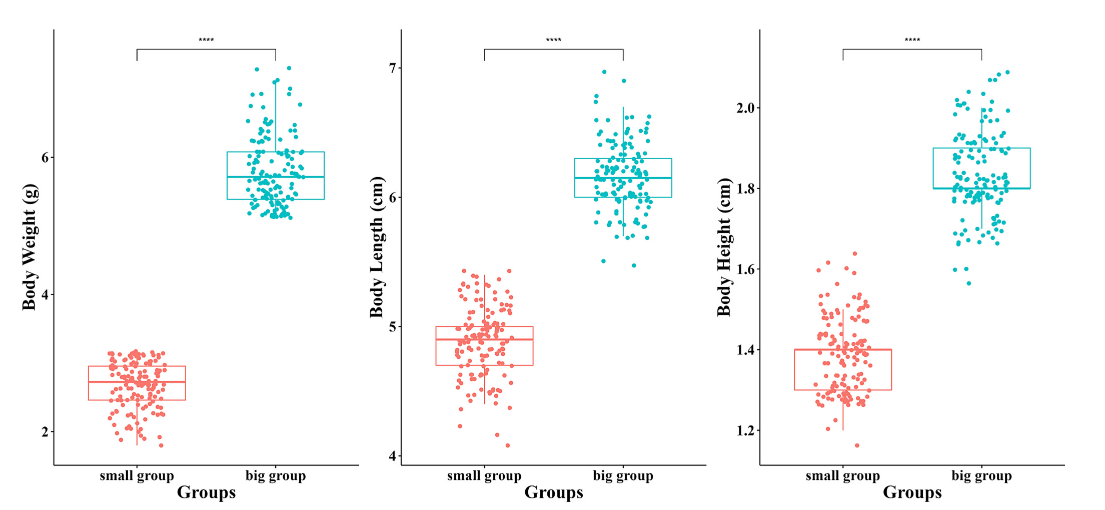 ****
Body Weight (g)
6
4
2
small group big group
Groups
****
Body Length (cm)
7
6
5
4
small group big group
Groups
****
Body Height (cm)
2.0
1.8
1.6
1.4
1.2
small group big group
Groups